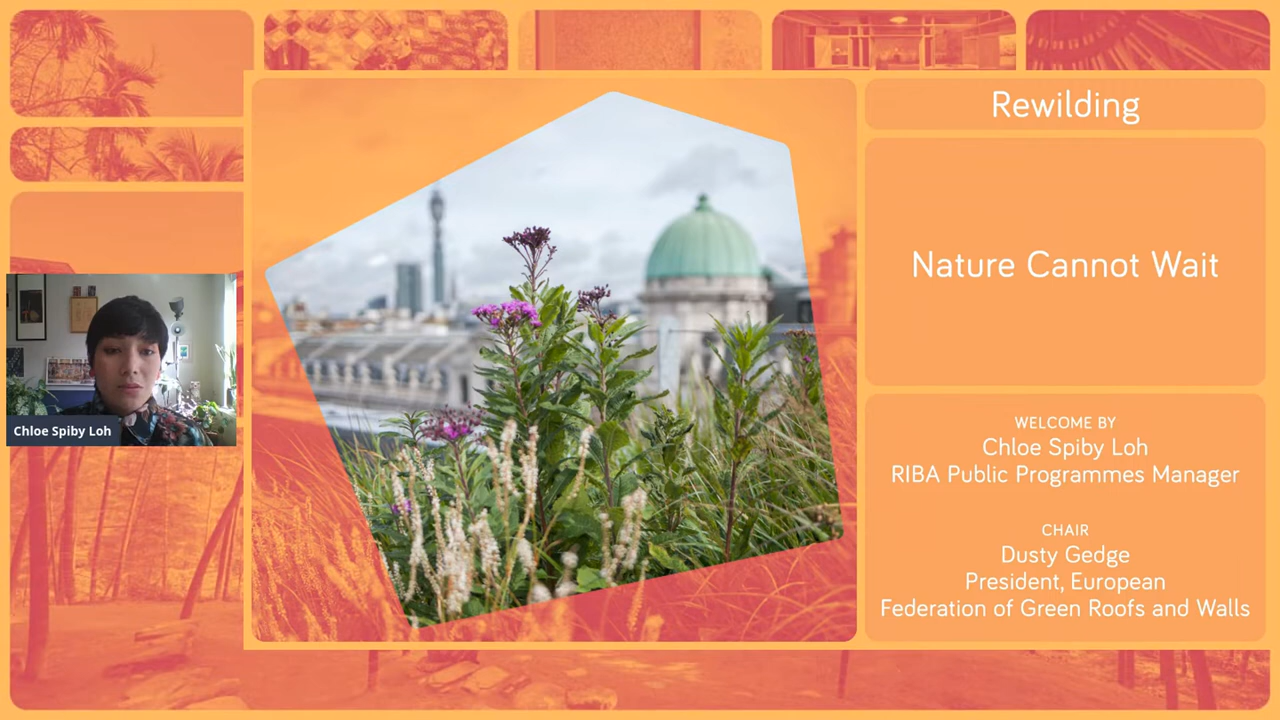 Rewilding
Nature Cannot Wait
Chloe Spiby Loh
WELCOME BY
Chloe Spiby Loh
RIBA Public Programmes Manager
CHAIR
Dusty Gedge
President, European
Federation of Green Roofs and Walls